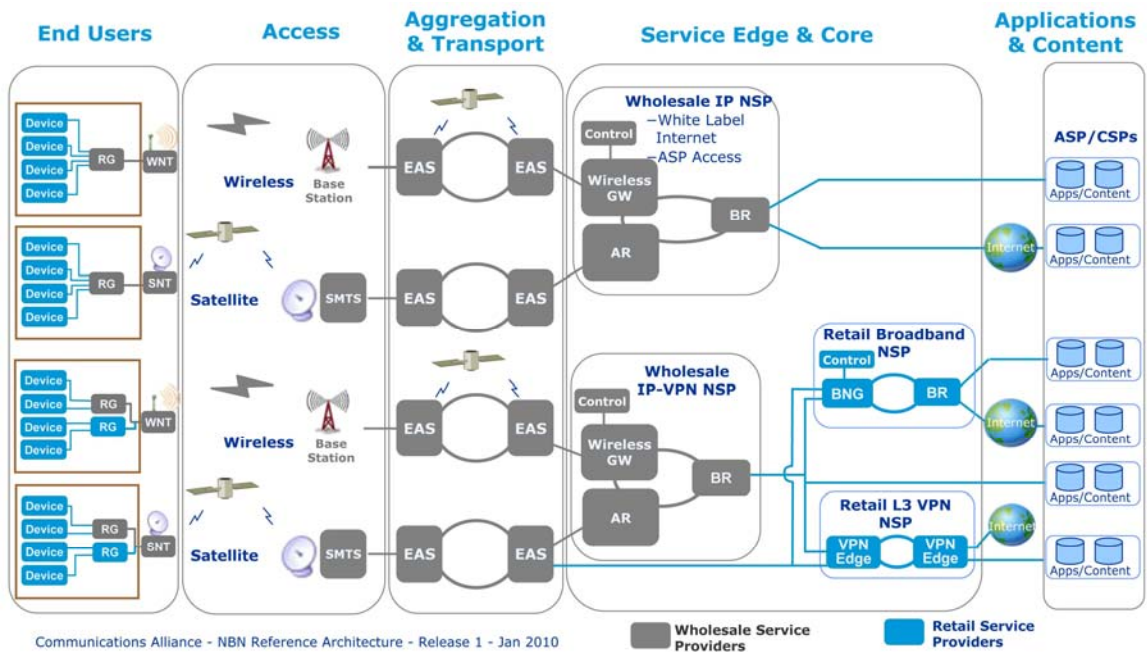 End Users
Access
Aggregation
& Transport
Service Edge & Core
Applications
& Content
Device
Device
Device
Device
RG
WNT
Wireless
Base
Station
EAS
EAS
Wholesale IP NSP
–White Label
Internet
–ASP Access
Control
Wireless
GW
AR
BR
ASP/CSPs
Apps/Content
Internet
Apps/Content
Device
Device
Device
Device
RG
SNT
Satellite
SMTS
EAS
EAS
Device
Device
Device
Device
RG
RG
WNT
Wireless
Base
Station
EAS
EAS
Wholesale
IP-VPN NSP
Control
Wireless
GW
AR
BR
Retail Broadband
NSP
Control
BNG
BR
Apps/Content
Internet
Apps/Content
Apps/Content
Device
Device
Device
Device
RG
RG
SNT
Satellite
SMTS
EAS
EAS
Retail L3 VPN
NSP
VPN
Edge
VPN
Edge
Internet
Apps/Content
Communications Alliance - NBN Reference Architecture - Release 1 - Jan 2010
Wholesale Service
Providers
Retail Service
Providers